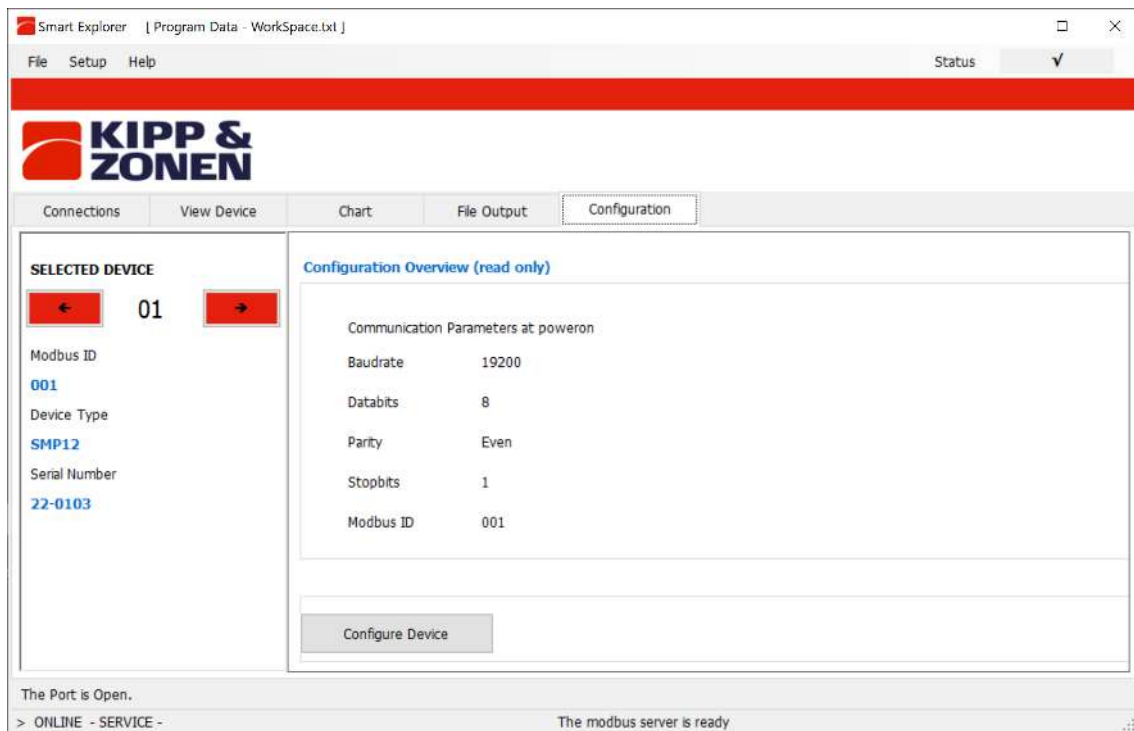 Smart Explorer [ Program Data - WorkSpace.txt ]
File Setup Help Status √
KIPP &
ZONEN
Connections View Device Chart File Output Configuration
SELECTED DEVICE
01
Modbus ID
001
Device Type
SMP12
Serial Number
22-0103
Configuration Overview (read only)
Communication Parameters at poweron
Baudrate 19200
Databits 8
Parity Even
Stopbits 1
Modbus ID 001
Configure Device
The Port is Open.
> ONLINE - SERVICE - The modbus server is ready